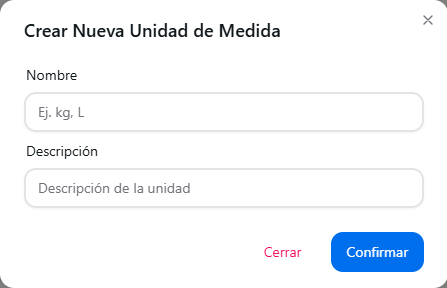 Crear Nueva Unidad de Medida
Nombre
Ej. kg, L
Descripción
Descripción de la unidad
Cerrar
Confirmar